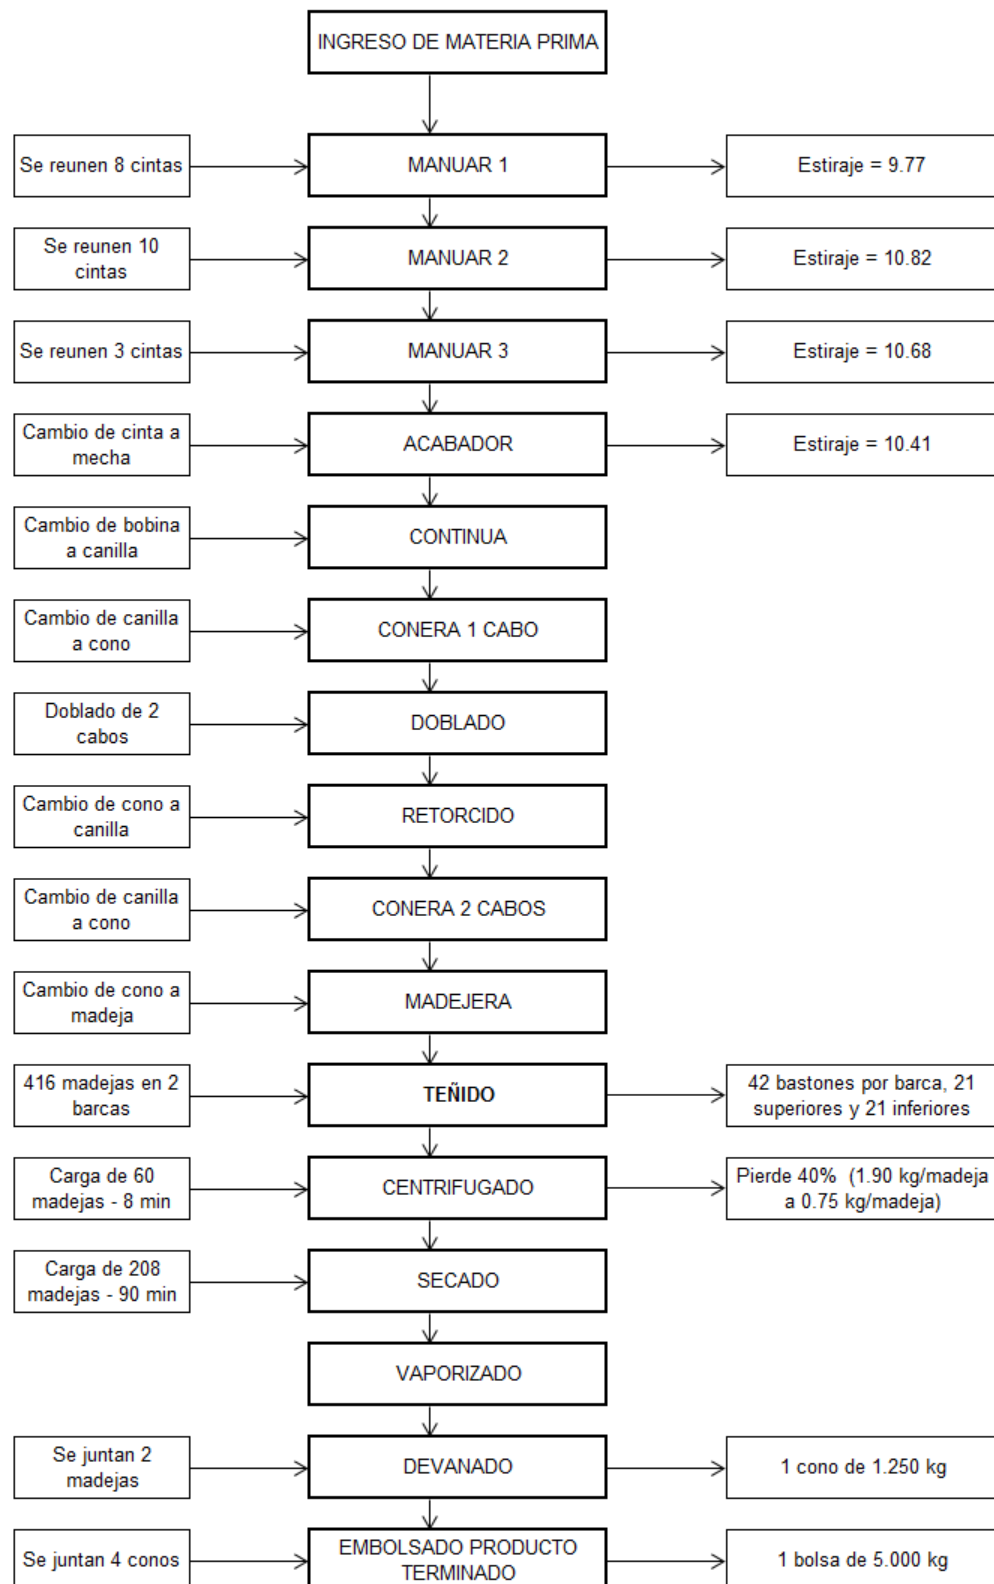 INGRESO DE MATERIA PRIMA
Se reunen 8 cintas
MANUAR 1
Estiraje = 9.77
Se reunen 10
cintas
MANUAR 2
Estiraje = 10.82
Se reunen 3 cintas
MANUAR 3
Estiraje = 10.68
Cambio de cinta a
mecha
ACABADOR
Estiraje = 10.41
Cambio de bobina
a canilla
CONTINUA
Cambio de canilla
a cono
CONERA 1 CABO
Doblado de 2
cabos
DOBLADO
Cambio de cono a
canilla
RETORCIDO
Cambio de canilla
a cono
CONERA 2 CABOS
Cambio de cono a
madeja
MADEJERA
416 madejas en 2
barcas
TEÑIDO
42 bastones por barca, 21
superiores y 21 inferiores
Carga de 60
madejas - 8 min
CENTRIFUGADO
Pierde 40% (1.90 kg/madeja
a 0.75 kg/madeja)
Carga de 208
madejas - 90 min
SECADO
VAPORIZADO
Se juntan 2
madejas
DEVANADO
1 cono de 1.250 kg
Se juntan 4 conos
EMBOLSADO PRODUCTO
TERMINADO
1 bolsa de 5.000 kg